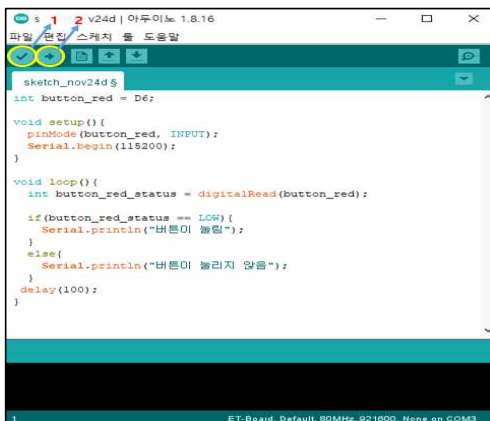 s 1 2 v24d | 아두이노 1.8.16
파일 편집 스케치 툴 도움말
sketch_nov24d §
int button_red = D6;
void setup(){
pinMode(button_red, INPUT);
Serial.begin(115200);
}
void loop(){
int button_red_status = digitalRead(button_red);
if(button_red_status == LOW){
Serial.println("버튼이 눌림");
}
else{
Serial.println("버튼이 눌리지 않음");
}
delay(100);
}
1 ET-Board, Default, 80MHz, 921600, None on COM3